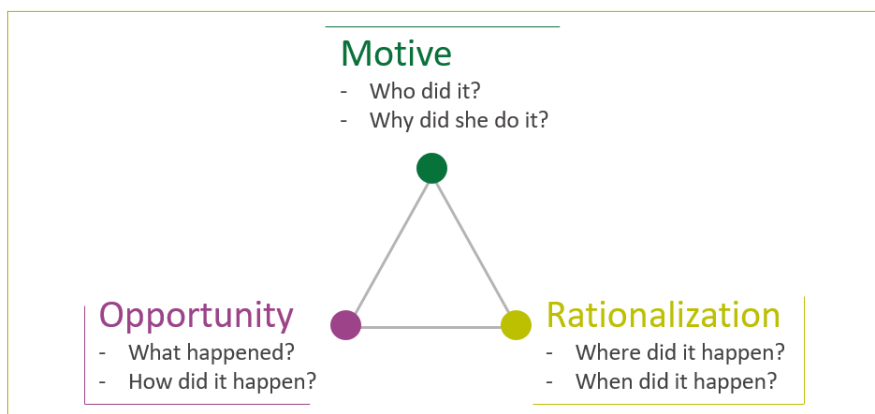 Motive
- Who did it?
- Why did she do it?
Opportunity
- What happened?
- How did it happen?
Rationalization
- Where did it happen?
- When did it happen?